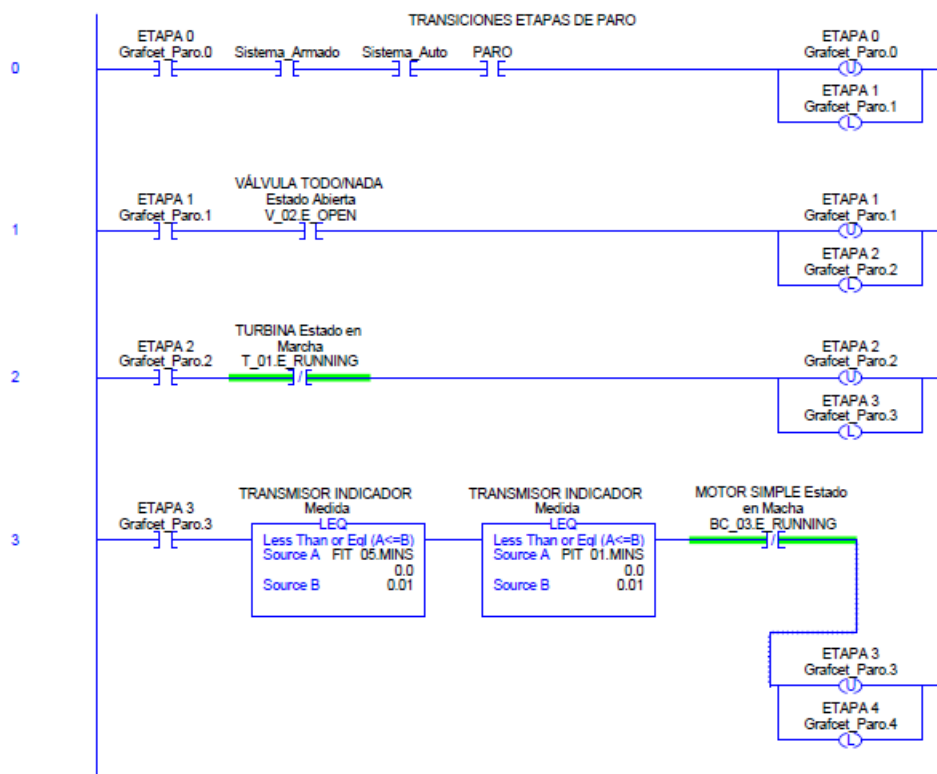 TRANSICIONES ETAPAS DE PARO
0
ETAPA 0
Grafcet_Paro.0
Sistema_Armado
Sistema_Auto
PARO
ETAPA 0
Grafcet_Paro.0
U
ETAPA 1
Grafcet_Paro.1
L
1
ETAPA 1
Grafcet_Paro.1
VÁLVULA TODO/NADA
Estado Abierta
V_02.E_OPEN
ETAPA 1
Grafcet_Paro.1
U
ETAPA 2
Grafcet_Paro.2
L
2
ETAPA 2
Grafcet_Paro.2
TURBINA Estado en
Marcha
T_01.E_RUNNING
/
ETAPA 2
Grafcet_Paro.2
U
ETAPA 3
Grafcet_Paro.3
L
3
ETAPA 3
Grafcet_Paro.3
TRANSMISOR INDICADOR
Medida
LEQ
Less Than or Eql (A<=B)
Source A FIT_05.MINS
0.0
Source B 0.01
TRANSMISOR INDICADOR
Medida
LEQ
Less Than or Eql (A<=B)
Source A PIT_01.MINS
0.0
Source B 0.01
MOTOR SIMPLE Estado
en Macha
BC_03.E_RUNNING
/
ETAPA 3
Grafcet_Paro.3
U
ETAPA 4
Grafcet_Paro.4
L